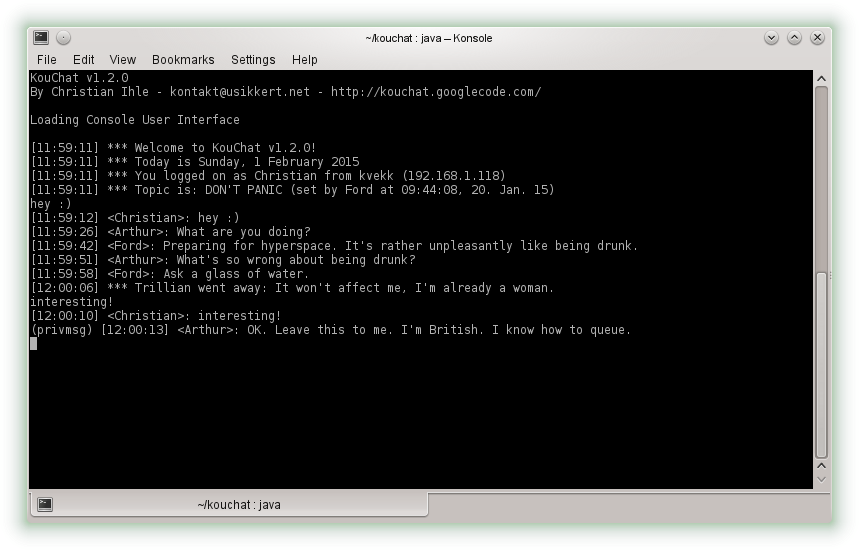 ~/kouchat : java – Konsole
File Edit View Bookmarks Settings Help
KouChat v1.2.0
By Christian Ihle - kontakt@usikkert.net - http://kouchat.googlecode.com/
Loading Console User Interface
[11:59:11] *** Welcome to KouChat v1.2.0!
[11:59:11] *** Today is Sunday, 1 February 2015
[11:59:11] *** You logged on as Christian from kvekk (192.168.1.118)
[11:59:11] *** Topic is: DON'T PANIC (set by Ford at 09:44:08, 20. Jan. 15)
hey :)
[11:59:12] <Christian>: hey :)
[11:59:26] <Arthur>: What are you doing?
[11:59:42] <Ford>: Preparing for hyperspace. It's rather unpleasantly like being drunk.
[11:59:51] <Arthur>: What's so wrong about being drunk?
[11:59:58] <Ford>: Ask a glass of water.
[12:00:06] *** Trillian went away: It won't affect me, I'm already a woman.
interesting!
[12:00:10] <Christian>: interesting!
(privmsg) [12:00:13] <Arthur>: OK. Leave this to me. I'm British. I know how to queue.
~/kouchat : java